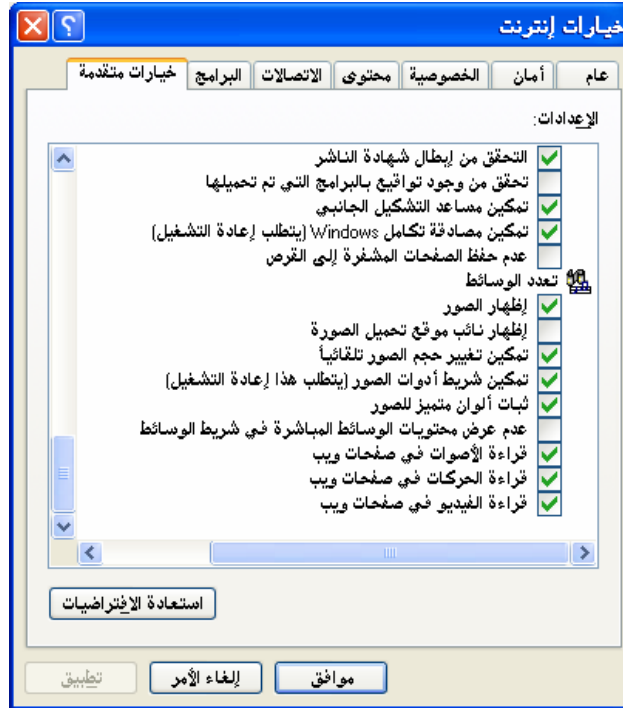 خيارات إنترنت
عام
أمان
الخصوصية
محتوى
الاتصالات
البرامج
خيارات متقدمة
الإعدادات:
التحقق من إبطال شهادة الناشر
تحقق من وجود تواقيع بالبرامج التي تم تحميلها
تمكين مساعد التشكيل الجانبي
تمكين مصادقة تكامل Windows (يتطلب إعادة التشغيل)
عدم حفظ الصفحات المشفرة إلى القرص
تعدد الوسائط
إظهار الصور
إظهار نائب موقع تحميل الصورة
تمكين تغيير حجم الصور تلقائياً
تمكين شريط أدوات الصور (يتطلب هذا إعادة التشغيل)
ثبات ألوان متميز للصور
عدم عرض محتويات الوسائط المباشرة في شريط الوسائط
قراءة الأصوات في صفحات ويب
قراءة الحركات في صفحات ويب
قراءة الفيديو في صفحات ويب
استعادة الافتراضيات
موافق
إلغاء الأمر
تطبيق